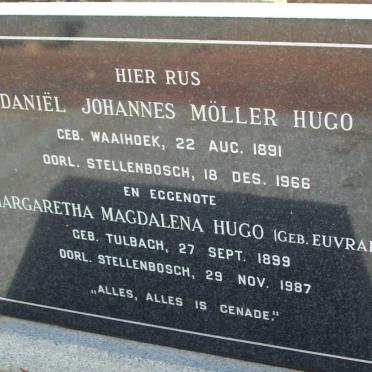 HIER RUS
DANIËL JOHANNES MÖLLER HUGO
GEB. WAAIHOEK, 22 AUG. 1891
OORL. STELLENBOSCH, 18 DES. 1966
EN EGGENOTE
MARGARETHA MAGDALENA HUGO (GEB. EUVRA
GEB. TULBACH, 27 SEPT. 1899
OORL. STELLENBOSCH, 29 NOV. 1987
„ALLES, ALLES IS GENADE."